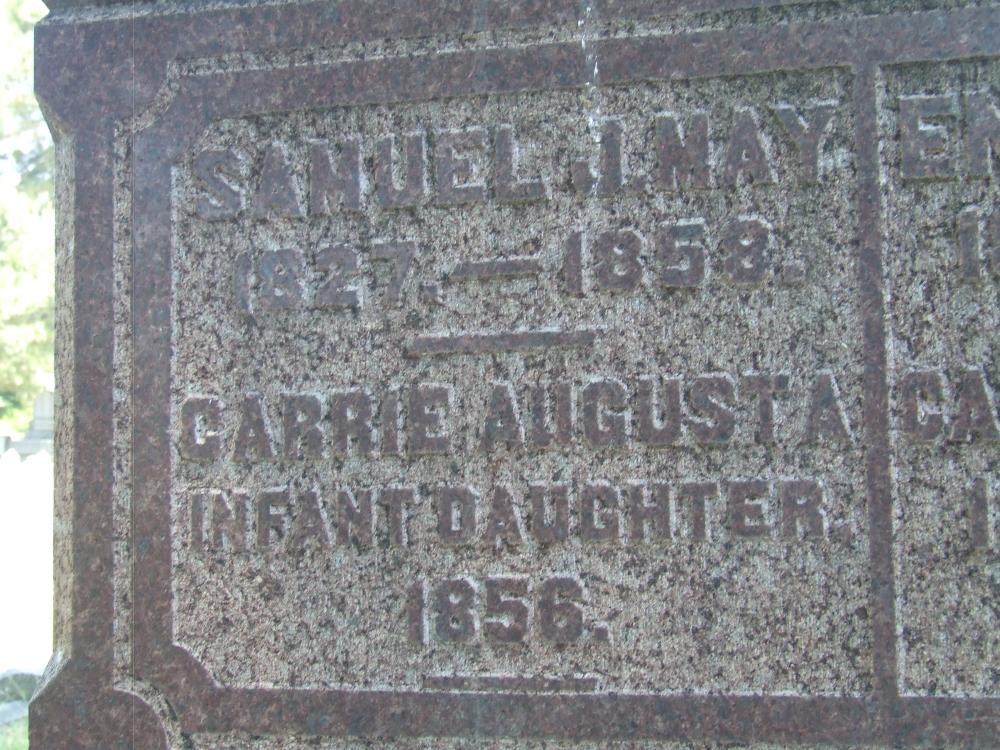 SAMUEL J. MAY
1827. — 1858.
CARRIE AUGUSTA
INFANT DAUGHTER.
1856.